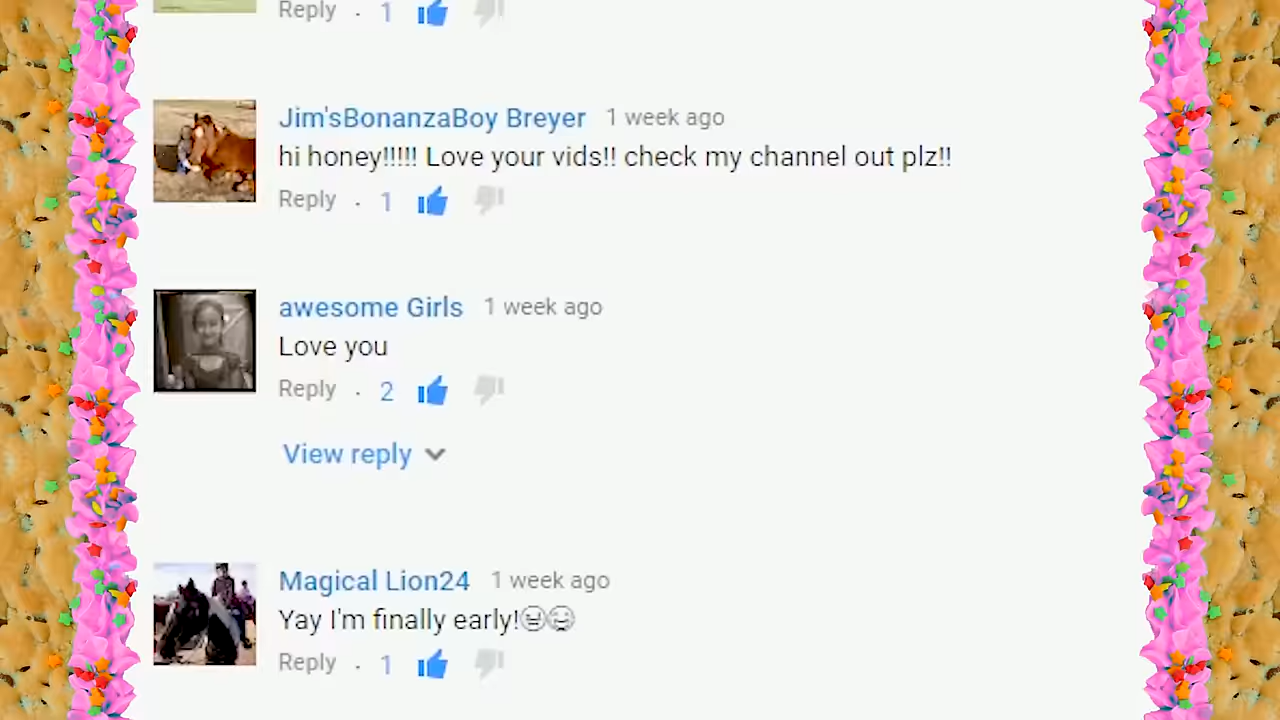 Reply · 1
Jim'sBonanzaBoy Breyer 1 week ago
hi honey!!!!! Love your vids!! check my channel out plz!!
Reply · 1
awesome Girls 1 week ago
Love you
Reply · 2
View reply
Magical Lion24 1 week ago
Yay I'm finally early!😀😊
Reply · 1